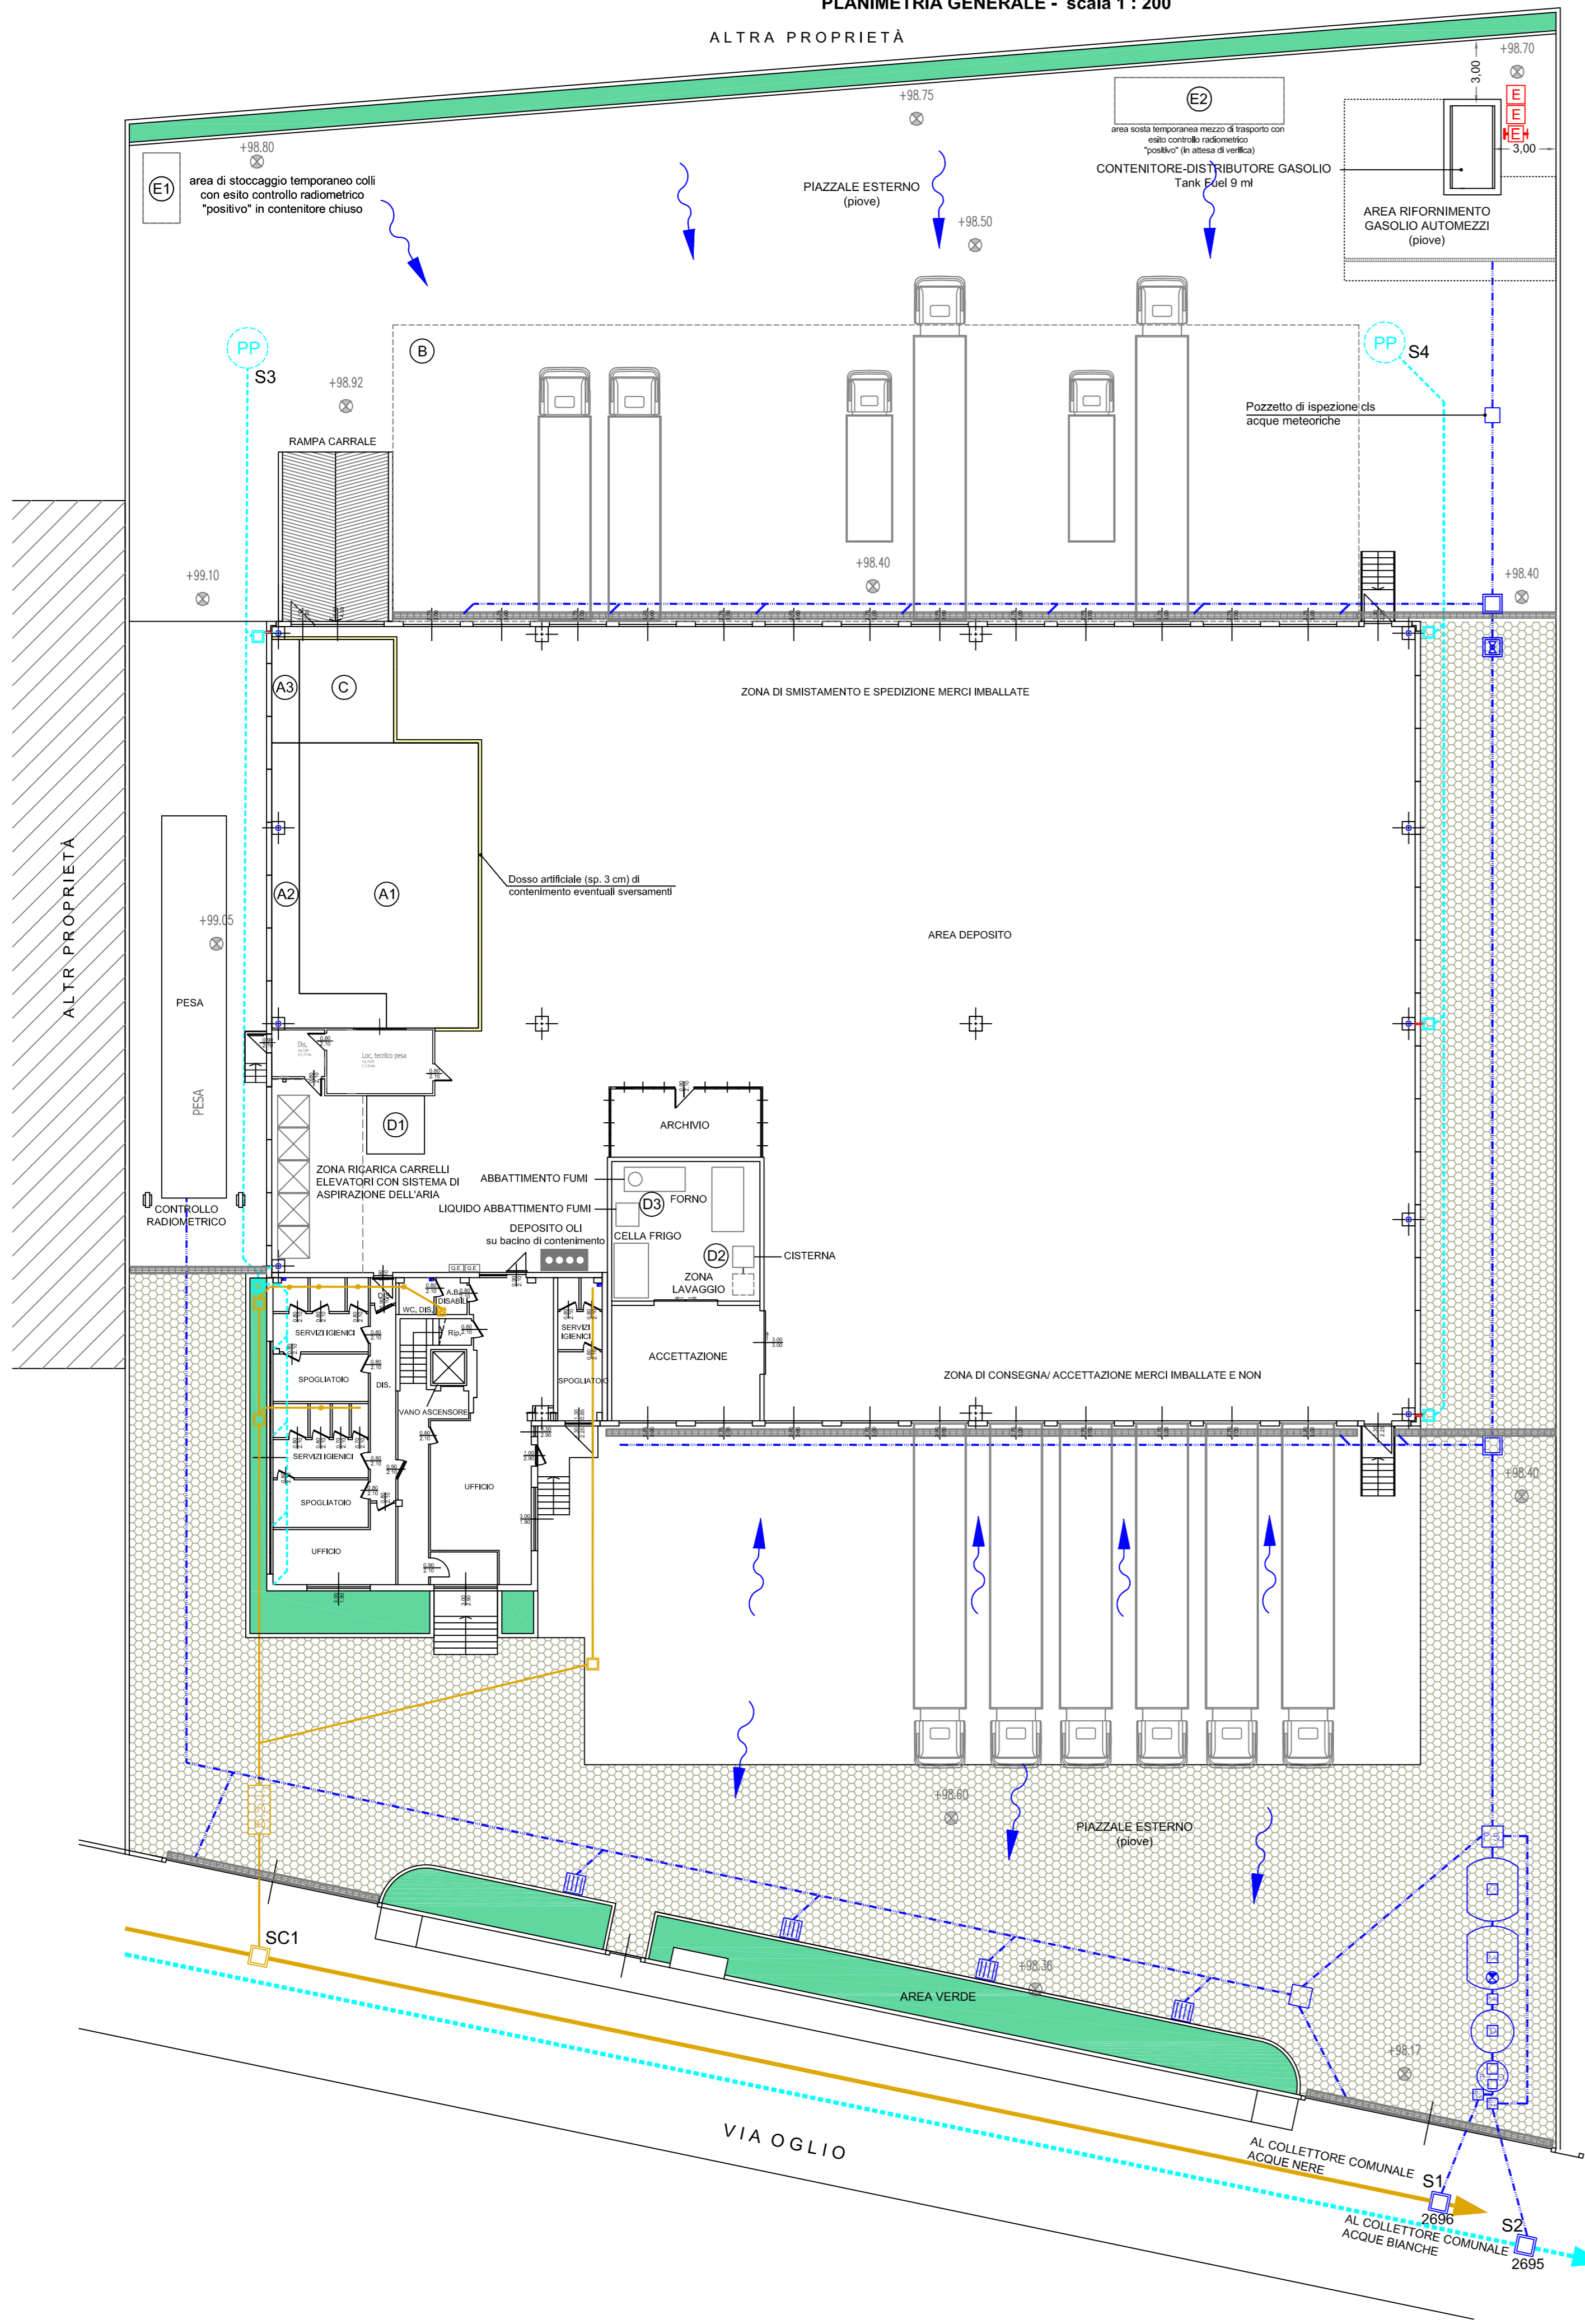 PLANIMETRIA GENERALE - scala 1 : 200
ALTRA PROPRIETÀ
+98.70
3,00
E
E
E
3,00
+98.75
E2
area sosta temporanea mezzo di trasporto con
esito controllo radiometrico
"positivo" (in attesa di verifica)
CONTENITORE-DISTRIBUTORE GASOLIO
Tank Fuel 9 ml
+98.80
E1
area di stoccaggio temporaneo colli
con esito controllo radiometrico
"positivo" in contenitore chiuso
PIAZZALE ESTERNO
(piove)
+98.50
AREA RIFORNIMENTO
GASOLIO AUTOMEZZI
(piove)
PP
S3
B
PP
S4
+98.92
Pozzetto di ispezione cls
acque meteoriche
RAMPA CARRALE
+99.10
+98.40
+98.40
A3
C
ZONA DI SMISTAMENTO E SPEDIZIONE MERCI IMBALLATE
ALTR PROPRIETÀ
A2
A1
Dosso artificiale (sp. 3 cm) di
contenimento eventuali sversamenti
+99.05
AREA DEPOSITO
PESA
PESA
Dis.
Loc. tecnico pesa
D1
ARCHIVIO
ZONA RICARICA CARRELLI
ELEVATORI CON SISTEMA DI
ASPIRAZIONE DELL'ARIA
ABBATTIMENTO FUMI
FORNO
D3
LIQUIDO ABBATTIMENTO FUMI
CONTROLLO
RADIOMETRICO
DEPOSITO OLI
su bacino di contenimento
CELLA FRIGO
D2
CISTERNA
ZONA
LAVAGGIO
Q.E.
Q.E.
WC. DIS.
A.B.
DISABILI
Rip.
SERVIZI IGIENICI
SERVIZI
IGIENICI
ACCETTAZIONE
SPOGLIATOIO
DIS.
SPOGLIATOIO
ZONA DI CONSEGNA/ ACCETTAZIONE MERCI IMBALLATE E NON
VANO ASCENSORE
SERVIZI IGIENICI
UFFICIO
SPOGLIATOIO
UFFICIO
+98.40
+98.60
PIAZZALE ESTERNO
(piove)
P.S.
SC1
+98.36
AREA VERDE
D
+98.17
VIA OGLIO
AL COLLETTORE COMUNALE
ACQUE NERE
S1
2696
AL COLLETTORE COMUNALE
ACQUE BIANCHE
S2
2695